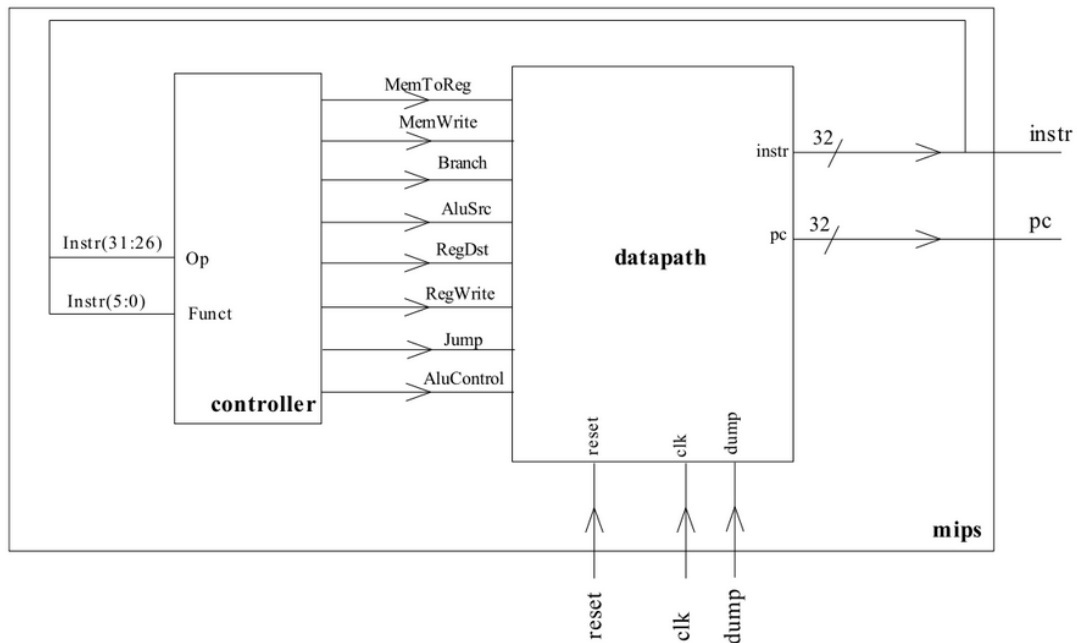 MemToReg
MemWrite
Branch
AluSrc
RegDst
RegWrite
Jump
AluControl
Instr(31:26)
Instr(5:0)
Op
Funct
controller
datapath
instr
32
instr
pc
32
pc
reset
clk
dump
mips
reset
clk
dump